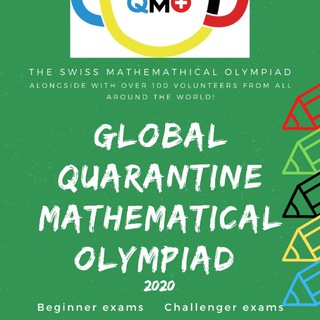 QM+
THE SWISS MATHEMATHICAL OLYMPIAD
ALONGSIDE WITH OVER 100 VOLUNTEERS FROM ALL
AROUND THE WORLD!
GLOBAL
QUARANTINE
MATHEMATICAL
OLYMPIAD
2020
Beginner exams Challenger exams